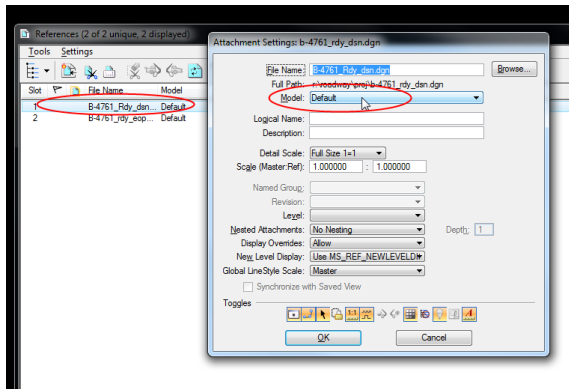 References (2 of 2 unique, 2 displayed)
Tools Settings
Slot File Name Model
1 B-4761_Rdy_dsn... Default
2 B-4761_rdy_eop... Default
Attachment Settings: b-4761_rdy_dsn.dgn
File Name: B-4761_Rdy_dsn.dgn Browse...
Full Path: r:\roadway\proj\b-4761_rdy_dsn.dgn
Model: Default
Logical Name:
Description:
Detail Scale: Full Size 1=1
Scale (Master:Ref): 1.000000 : 1.000000
Named Group:
Revision:
Level:
Nested Attachments: No Nesting Depth: 1
Display Overrides: Allow
New Level Display: Use MS_REF_NEWLEVELDI
Global LineStyle Scale: Master
Synchronize with Saved View
Toggles
1:1
OK Cancel